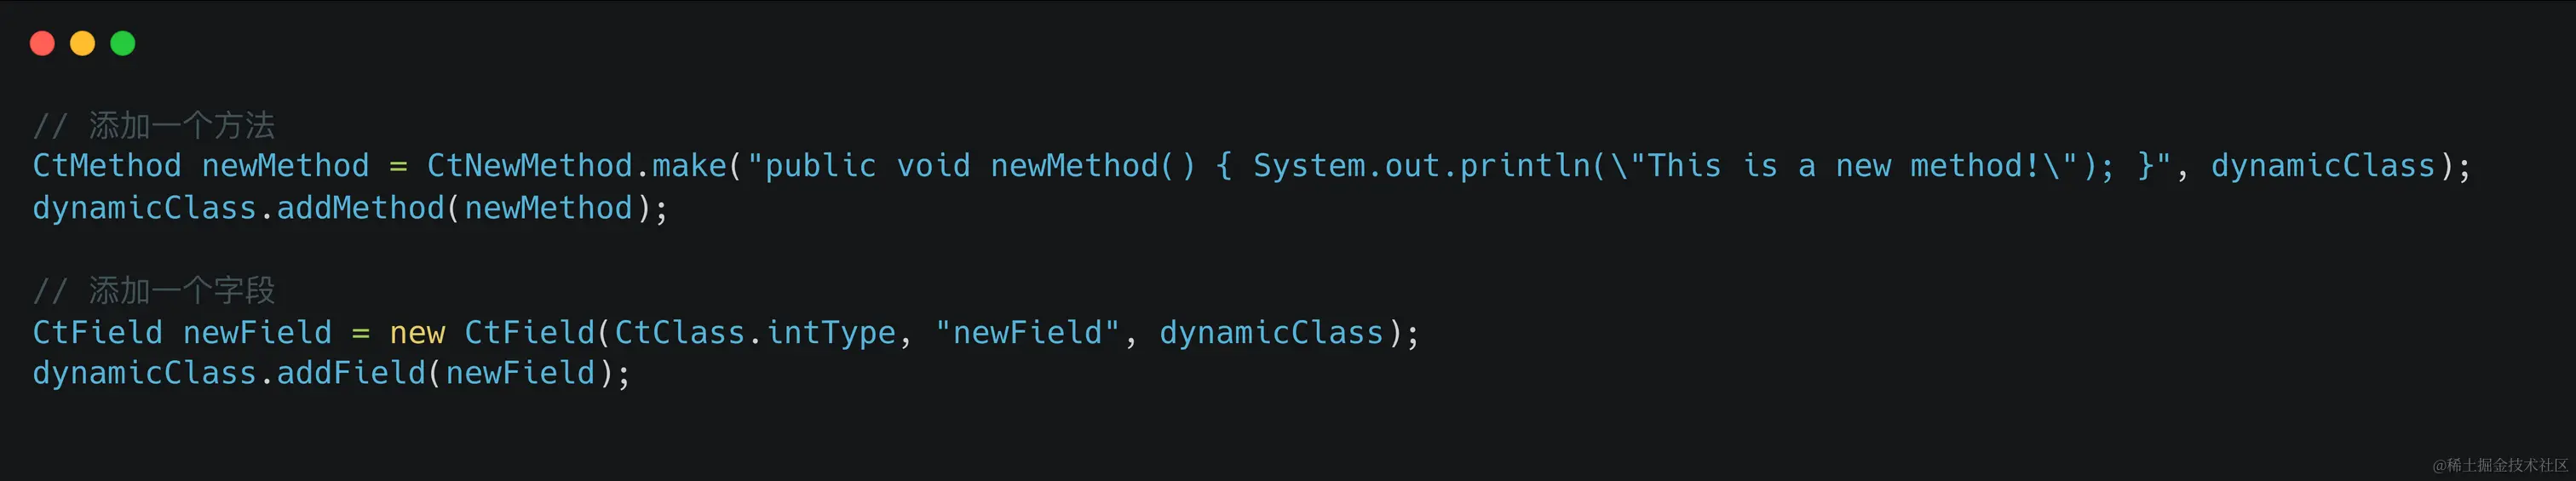 // 添加一个方法
CtMethod newMethod = CtNewMethod.make("public void newMethod() { System.out.println(\"This is a new method!\"); }", dynamicClass);
dynamicClass.addMethod(newMethod);
// 添加一个字段
CtField newField = new CtField(CtClass.intType, "newField", dynamicClass);
dynamicClass.addField(newField);
@稀土掘金技术社区